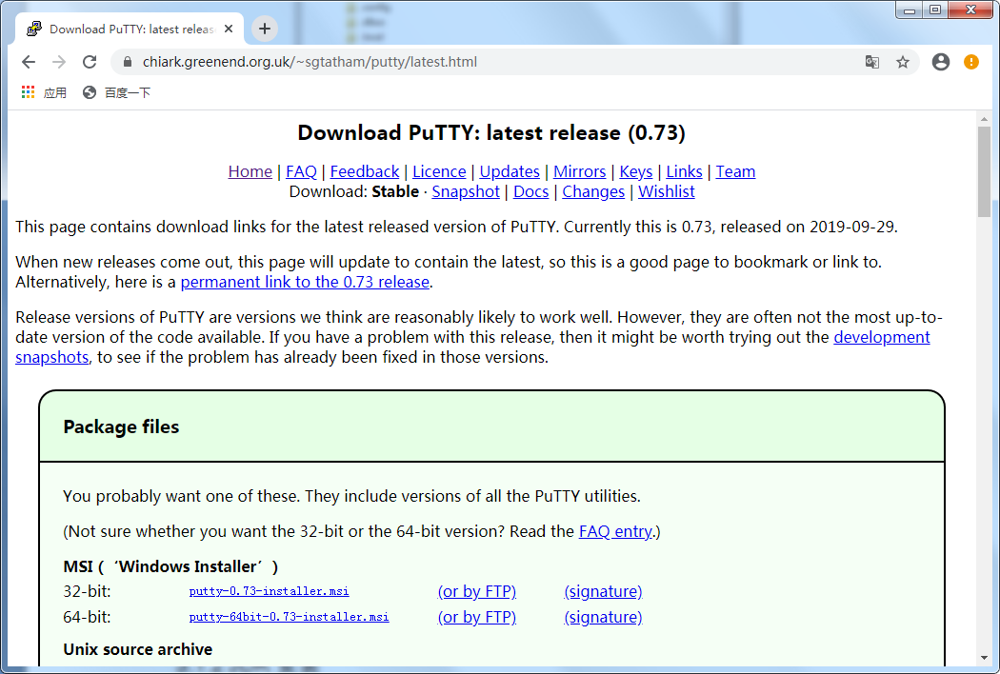 Download PuTTY: latest releas
chiark.greenend.org.uk/~sgtatham/putty/latest.html
应用 百度一下
Download PuTTY: latest release (0.73)
Home | FAQ | Feedback | Licence | Updates | Mirrors | Keys | Links | Team
Download: Stable · Snapshot | Docs | Changes | Wishlist
This page contains download links for the latest released version of PuTTY. Currently this is 0.73, released on 2019-09-29.
When new releases come out, this page will update to contain the latest, so this is a good page to bookmark or link to.
Alternatively, here is a permanent link to the 0.73 release.
Release versions of PuTTY are versions we think are reasonably likely to work well. However, they are often not the most up-to-
date version of the code available. If you have a problem with this release, then it might be worth trying out the development
snapshots, to see if the problem has already been fixed in those versions.
Package files
You probably want one of these. They include versions of all the PuTTY utilities.
(Not sure whether you want the 32-bit or the 64-bit version? Read the FAQ entry.)
MSI (‘Windows Installer’)
32-bit: putty-0.73-installer.msi (or by FTP) (signature)
64-bit: putty-64bit-0.73-installer.msi (or by FTP) (signature)
Unix source archive